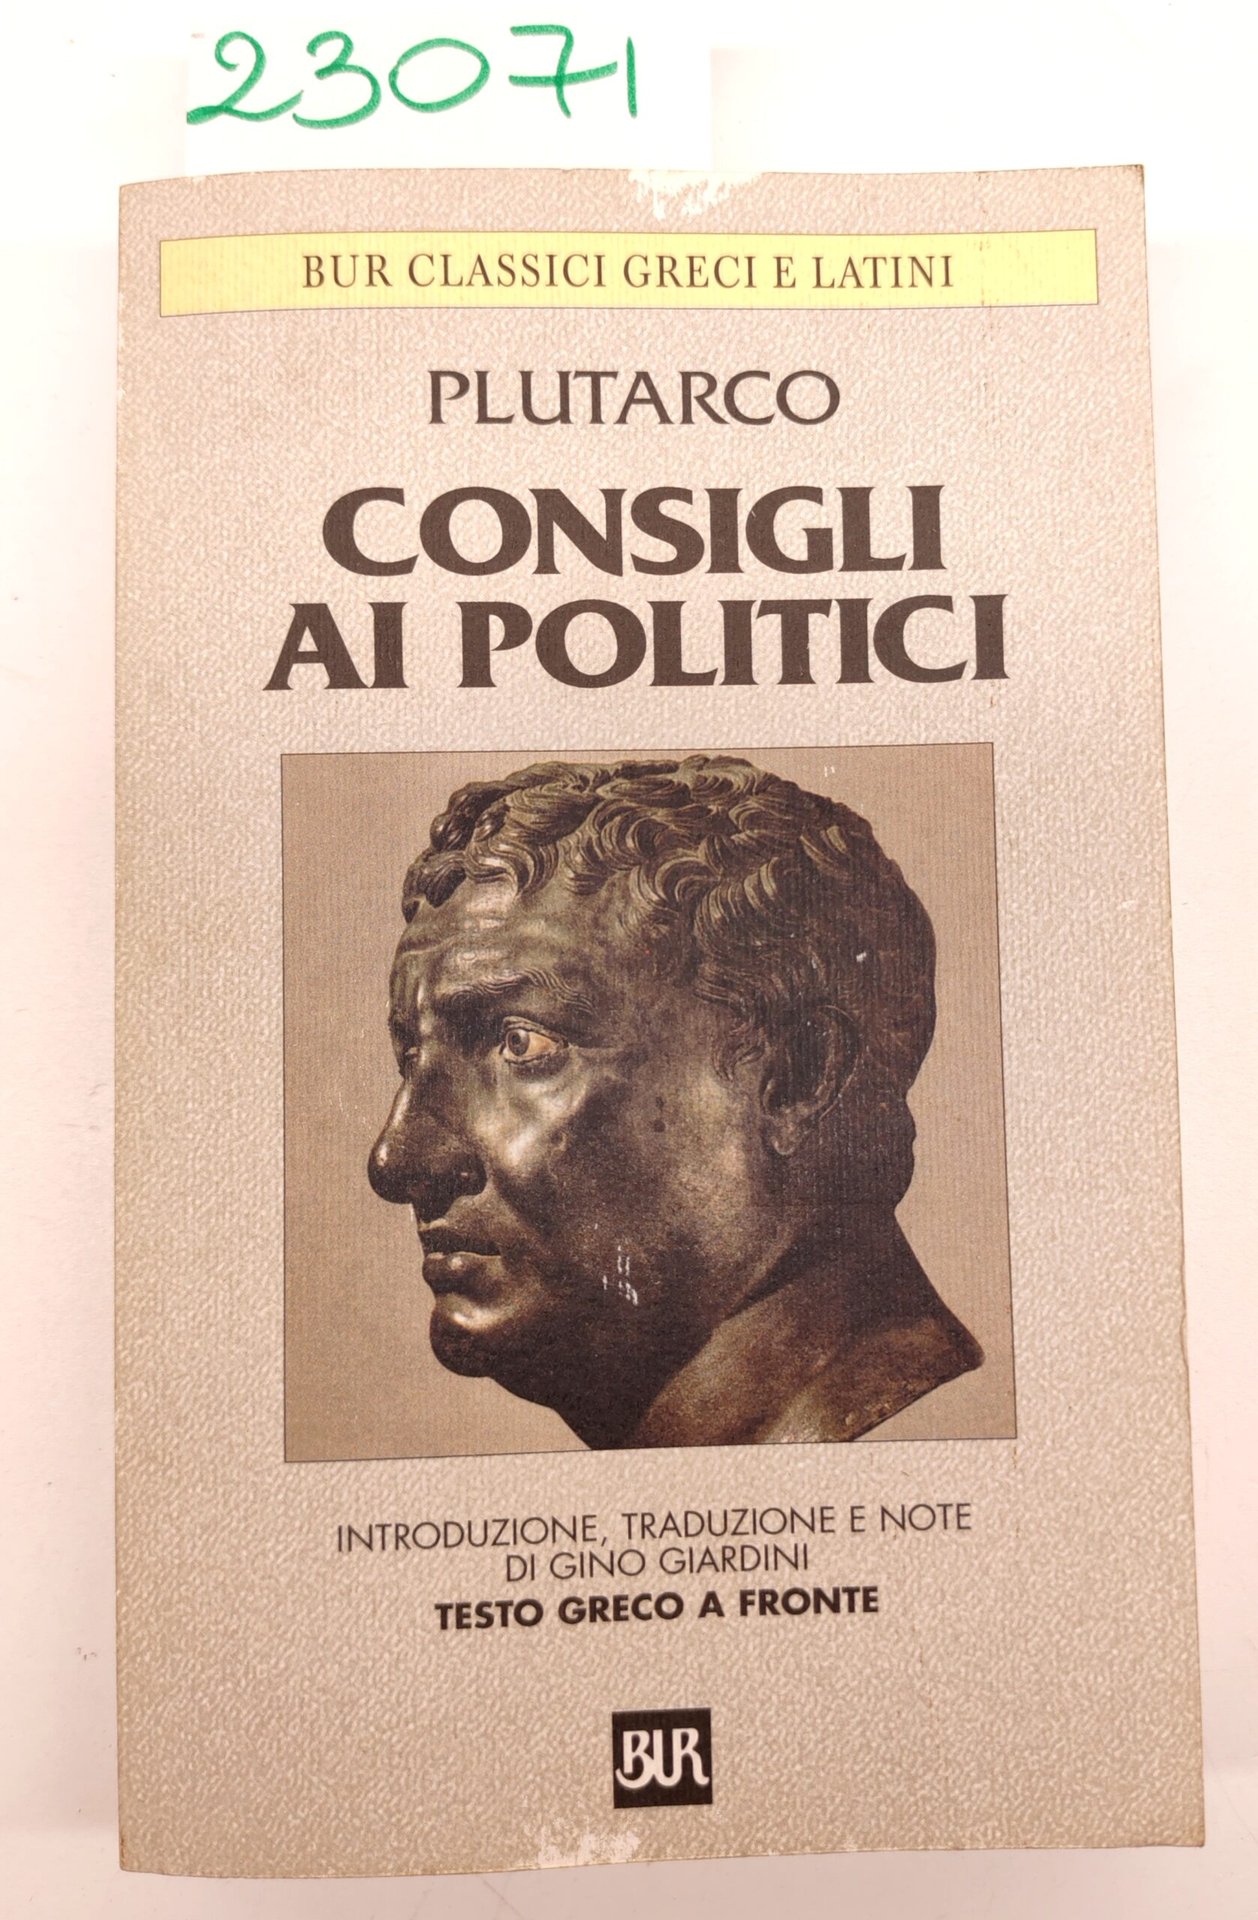 23071
BUR CLASSICI GRECI E LATINI
PLUTARCO
CONSIGLI
AI POLITICI
INTRODUZIONE, TRADUZIONE E NOTE
DI GINO GIARDINI
TESTO GRECO A FRONTE
BUR